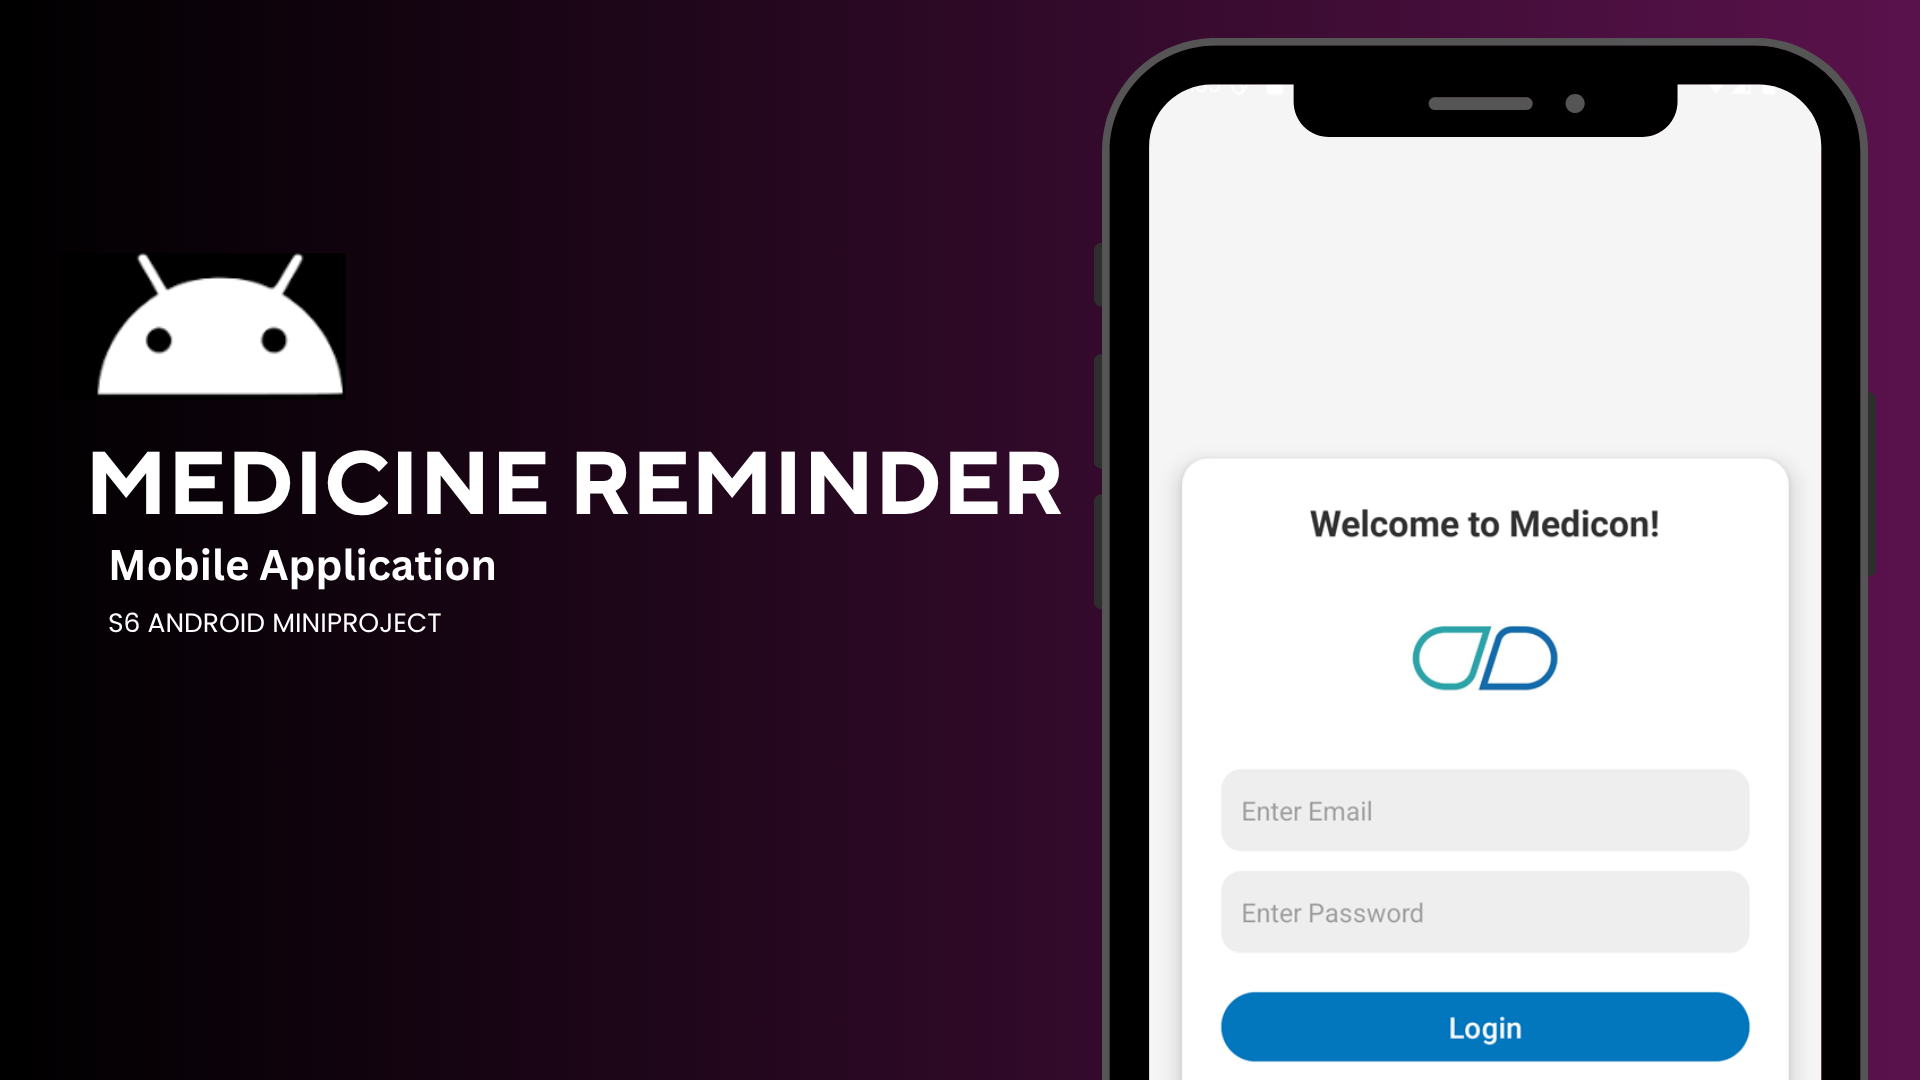 MEDICINE REMINDER
Mobile Application
S6 ANDROID MINIPROJECT
Welcome to Medicon!
Enter Email
Enter Password
Login